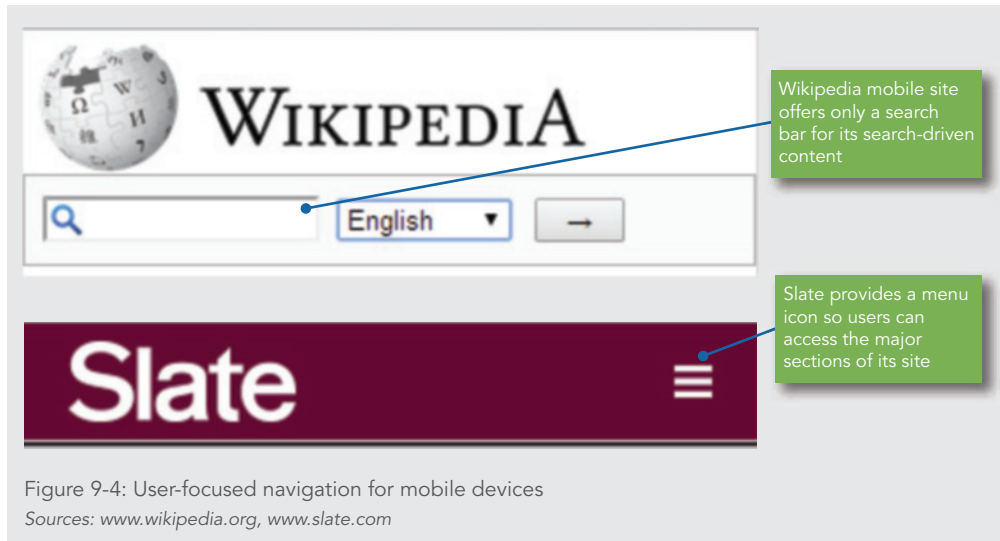 WIKIPEDIA
Wikipedia mobile site
offers only a search
bar for its search-driven
content
English ▼ →
Slate provides a menu
icon so users can
access the major
sections of its site
Slate
Figure 9-4: User-focused navigation for mobile devices
Sources: www.wikipedia.org, www.slate.com